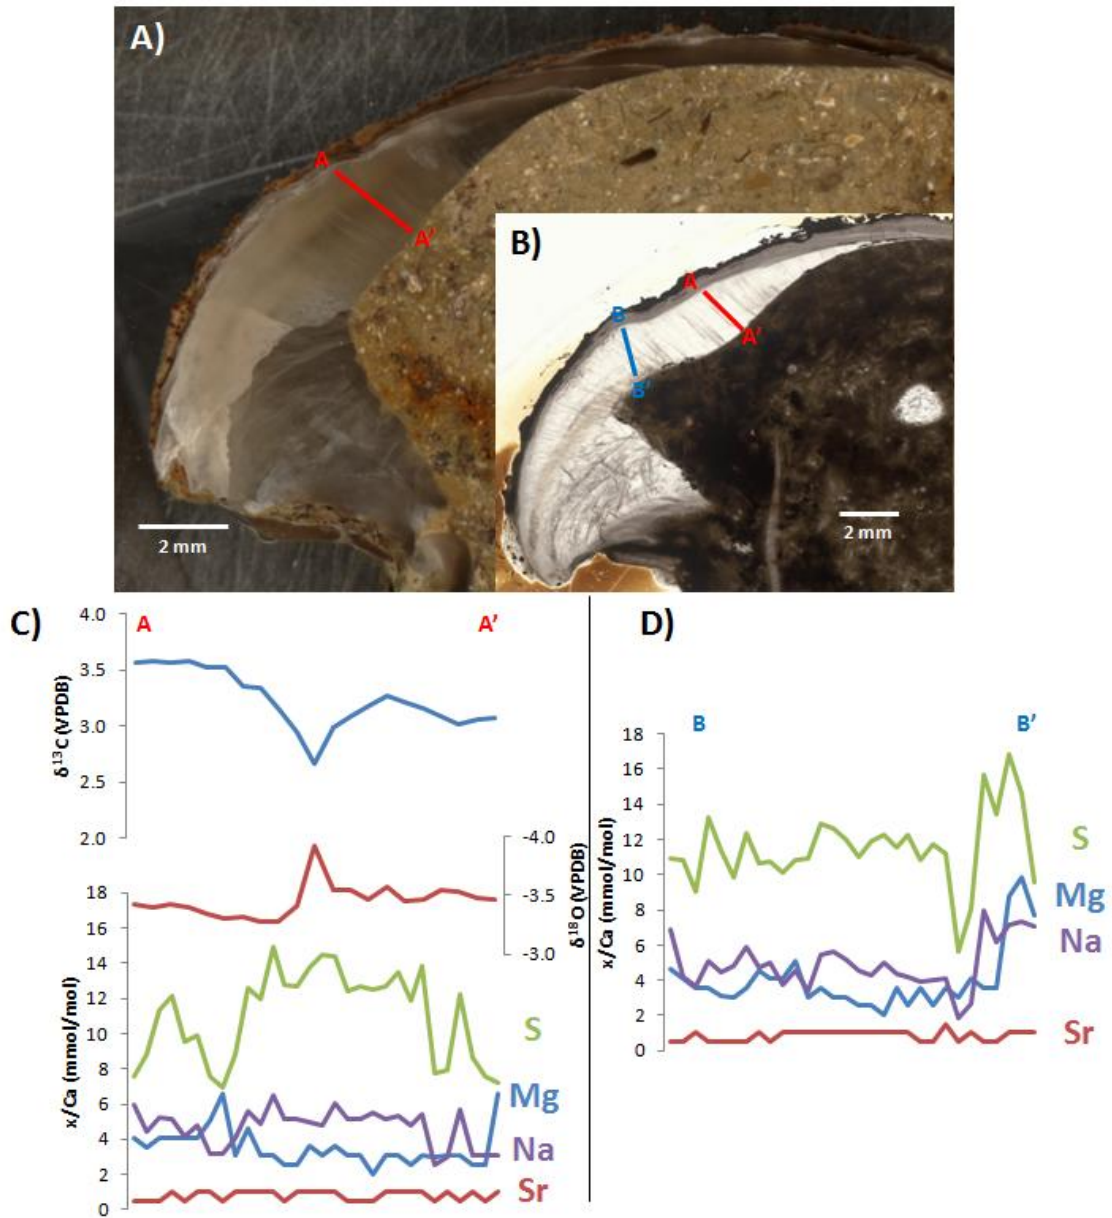 A)
A
A'
2 mm
B)
A
B
A'
B'
2 mm
C)
A
A'
4.0
3.5
3.0
2.5
2.0
δ13C (VPDB)
-4.0
-3.5
-3.0
δ18O (VPDB)
18
16
14
12
10
8
6
4
2
0
x/Ca (mmol/mol)
S
Mg
Na
Sr
D)
B
B'
18
16
14
12
10
8
6
4
2
0
x/Ca (mmol/mol)
S
Mg
Na
Sr